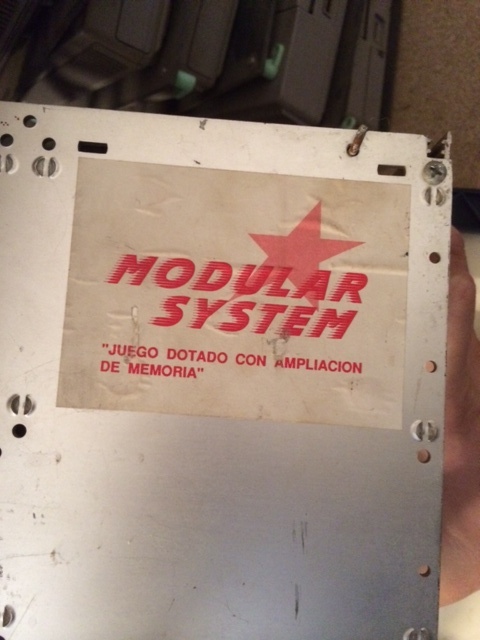 MODULAR
SYSTEM
"JUEGO DOTADO CON AMPLIACION
DE MEMORIA"